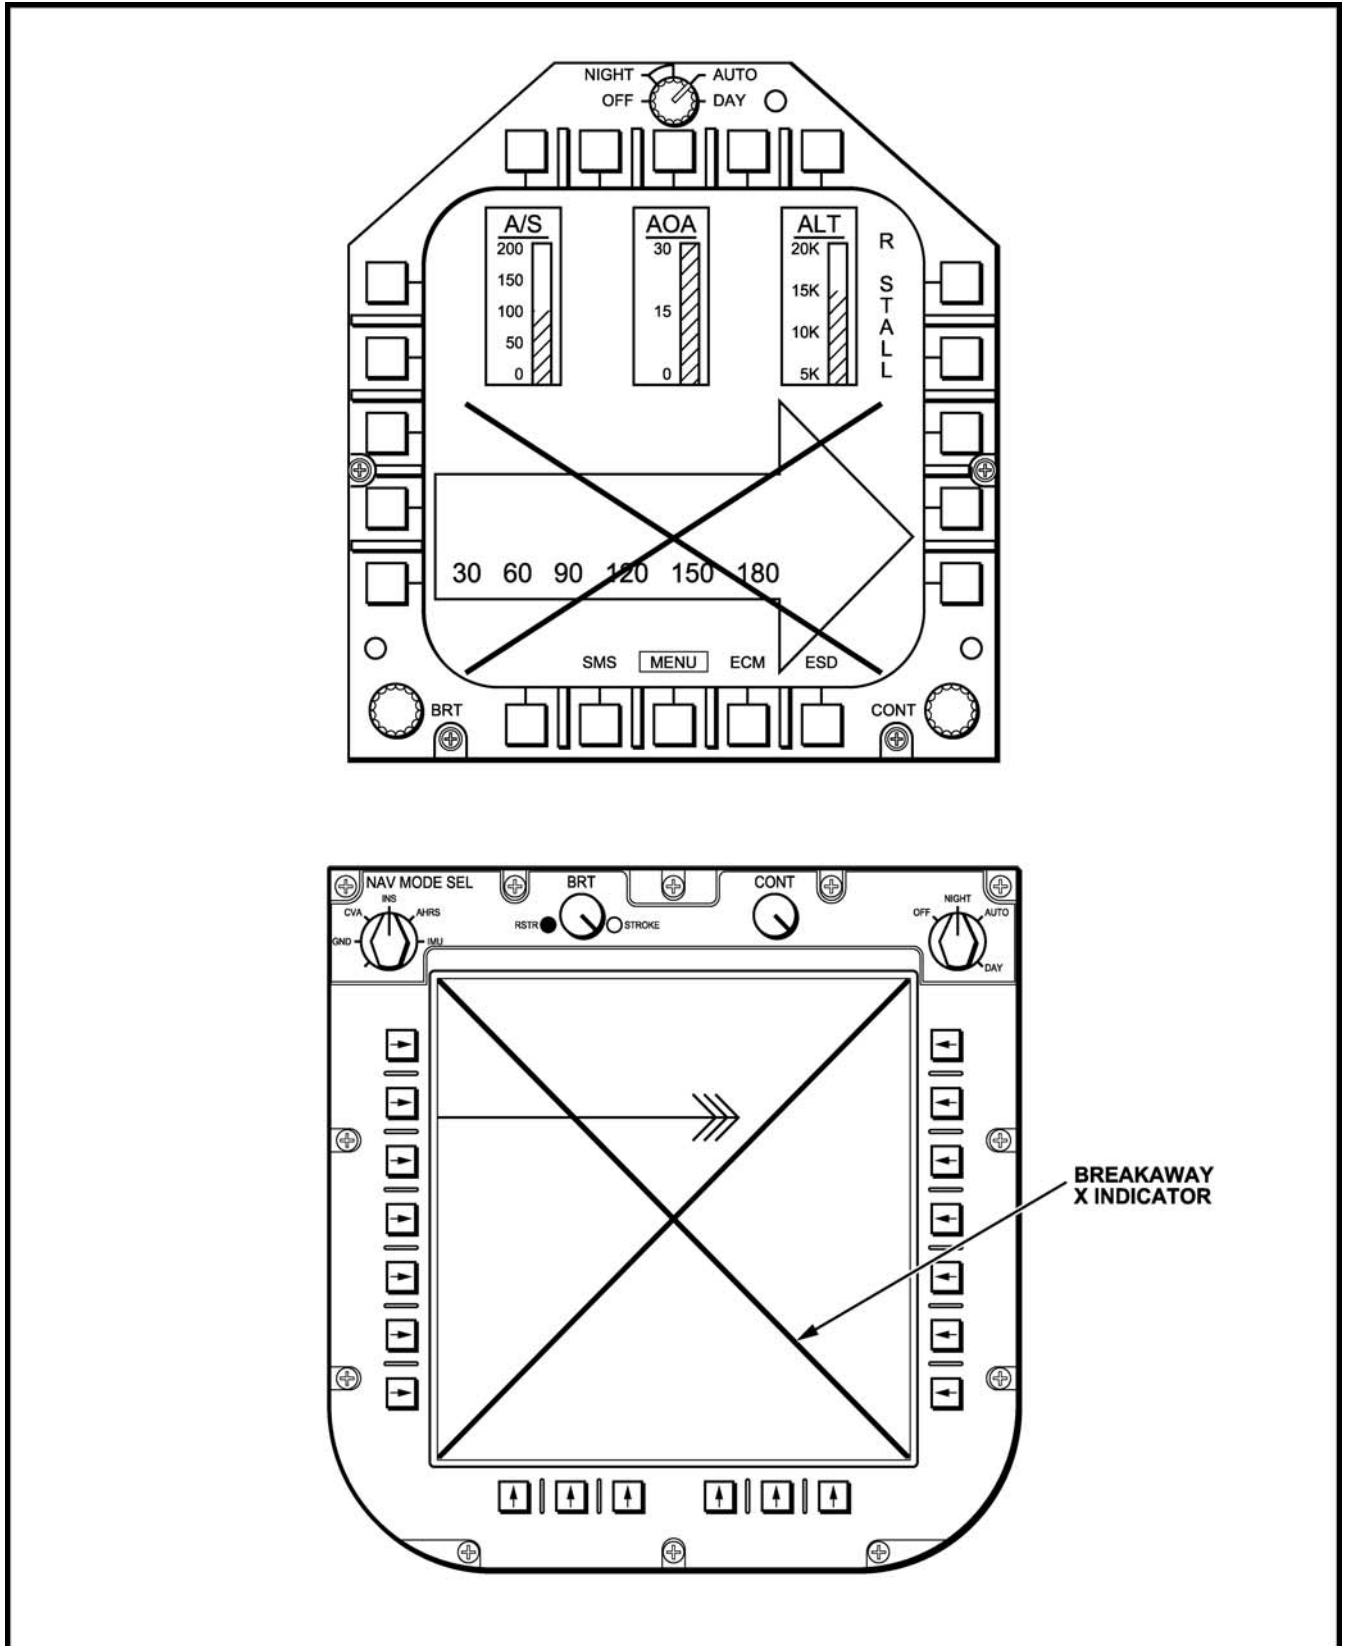 NIGHT AUTO
OFF DAY
A/S AOA ALT
200 30 20K R
150 15K S
100 15 T
A
50 10K L
0 0 5K L
30 60 90 120 150 180
SMS MENU ECM ESD
BRT CONT
NAV MODE SEL BRT CONT
INS NIGHT
CVA AHRS OFF AUTO
RSTR STROKE
GND IMU
DAY
BREAKAWAY
X INDICATOR